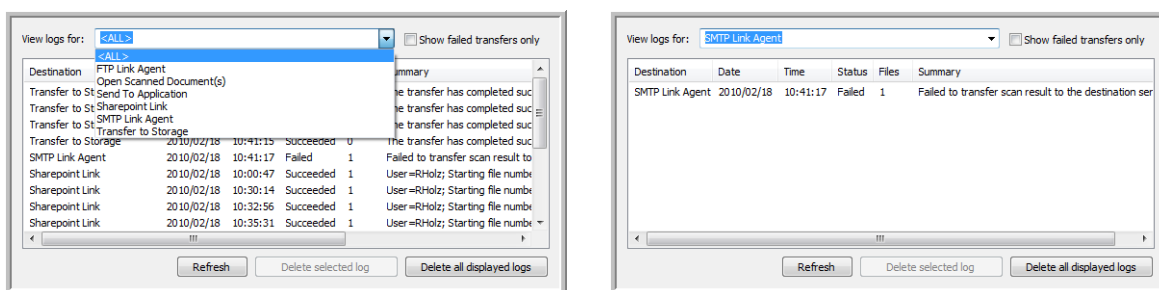 View logs for: <ALL> Show failed transfers only
<ALL>
FTP Link Agent
Open Scanned Document(s)
Send To Application
Sharepoint Link
SMTP Link Agent
Transfer to Storage
Destination ummary
Transfer to St he transfer has completed suc
Transfer to St he transfer has completed suc
Transfer to St he transfer has completed suc
Transfer to Storage 2010/02/18 10:41:15 Succeeded 0 The transfer has completed suc
SMTP Link Agent 2010/02/18 10:41:17 Failed 1 Failed to transfer scan result to
Sharepoint Link 2010/02/18 10:00:47 Succeeded 1 User=RHolz; Starting file numbe
Sharepoint Link 2010/02/18 10:30:14 Succeeded 1 User=RHolz; Starting file numbe
Sharepoint Link 2010/02/18 10:32:56 Succeeded 1 User=RHolz; Starting file numbe
Sharepoint Link 2010/02/18 10:35:31 Succeeded 1 User=RHolz; Starting file numbe
Refresh Delete selected log Delete all displayed logs
View logs for: SMTP Link Agent Show failed transfers only
Destination Date Time Status Files Summary
SMTP Link Agent 2010/02/18 10:41:17 Failed 1 Failed to transfer scan result to the destination ser
Refresh Delete selected log Delete all displayed logs